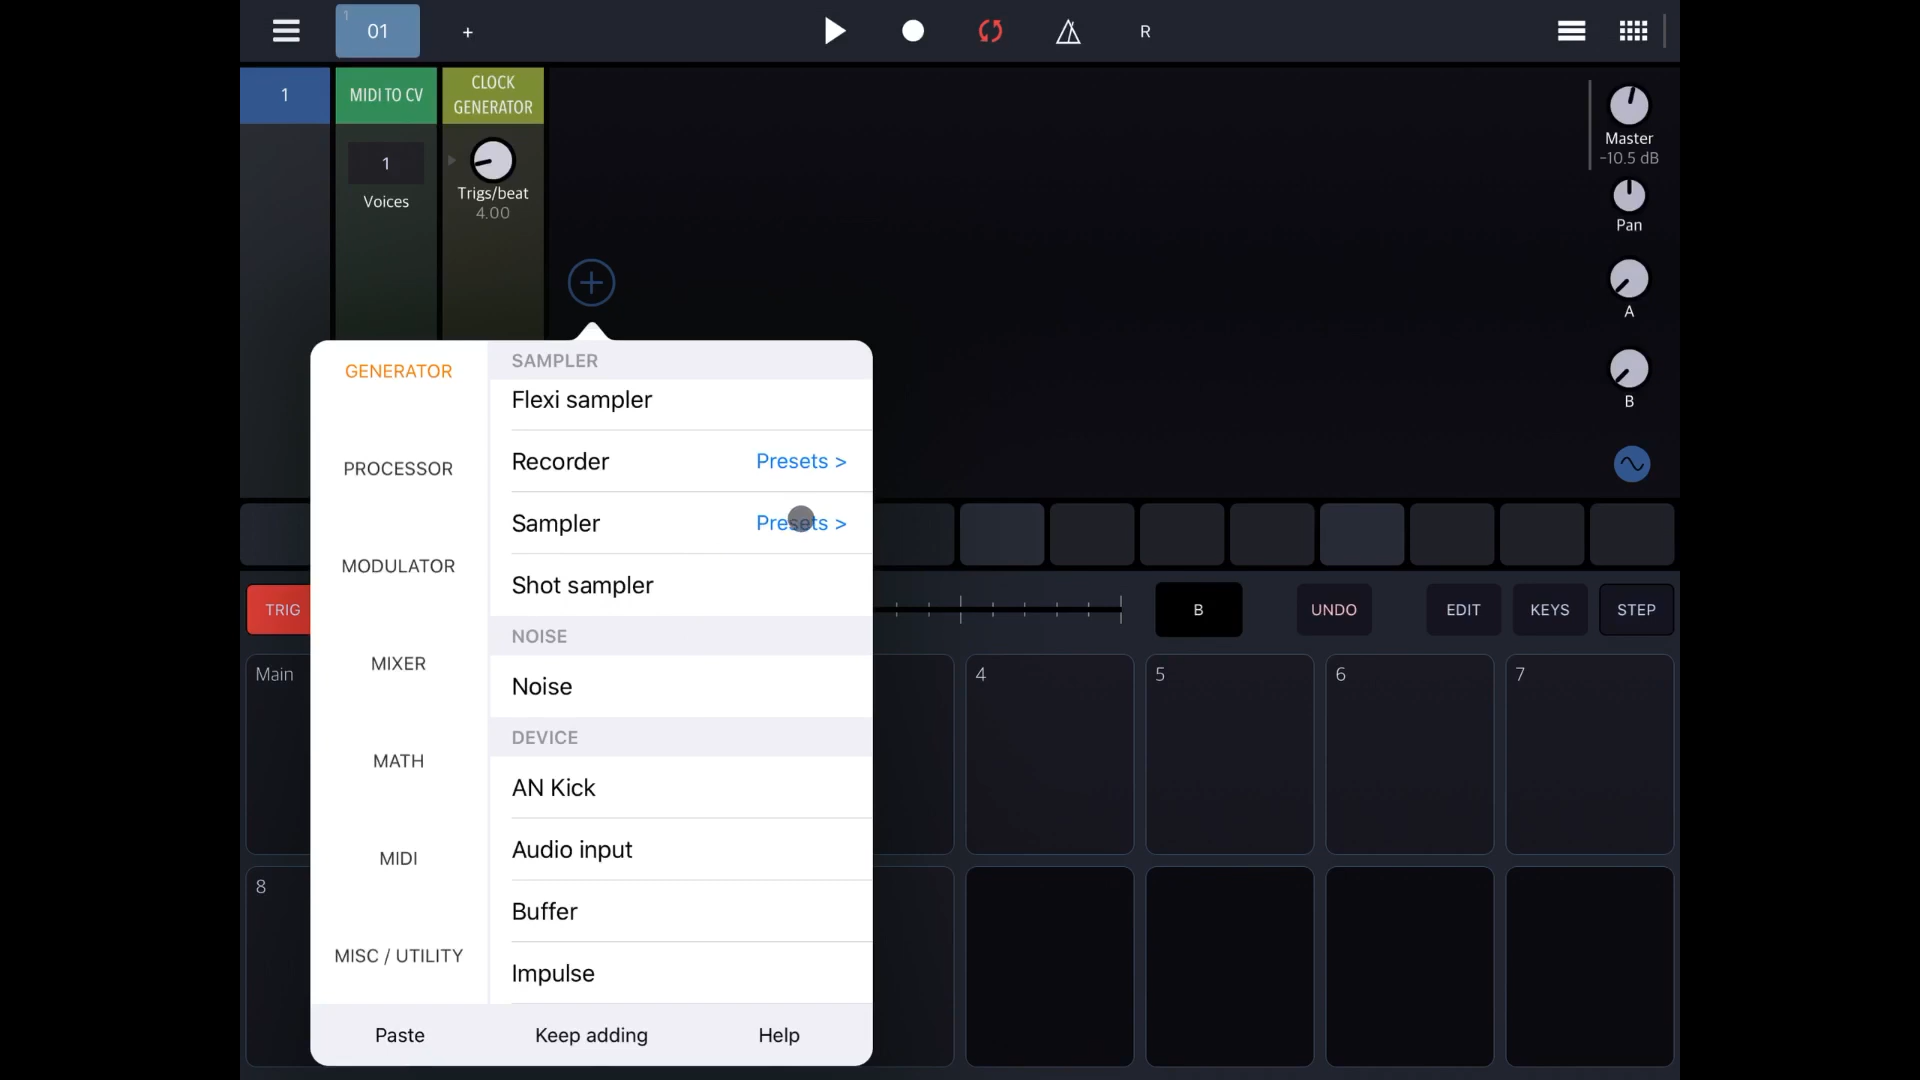 1
01
+
R
1
MIDI TO CV
CLOCK
GENERATOR
1
Voices
Trigs/beat
4.00
Master
-10.5 dB
Pan
A
B
GENERATOR
PROCESSOR
MODULATOR
MIXER
MATH
MIDI
MISC / UTILITY
SAMPLER
Flexi sampler
Recorder
Presets >
Sampler
Presets >
Shot sampler
NOISE
Noise
DEVICE
AN Kick
Audio input
Buffer
Impulse
Paste
Keep adding
Help
TRIG
B
UNDO
EDIT
KEYS
STEP
Main
4
5
6
7
8